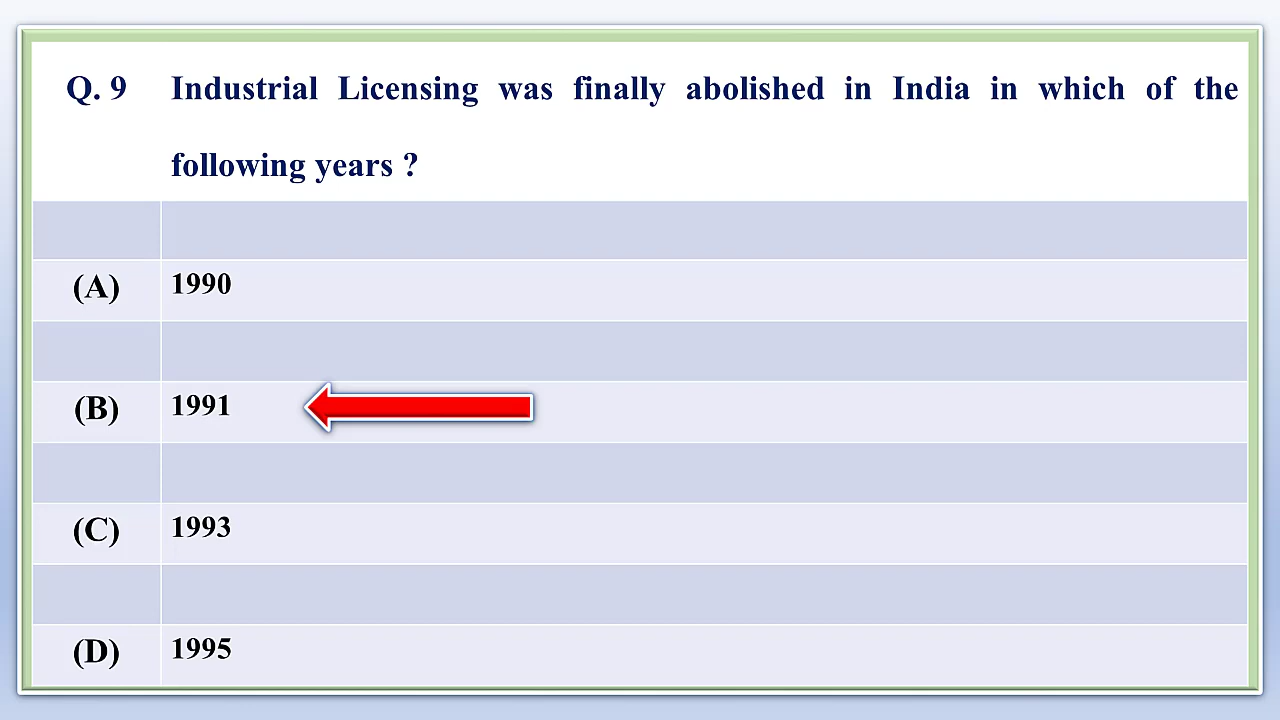 Q. 9 Industrial Licensing was finally abolished in India in which of the
following years ?
(A) 1990
(B) 1991
(C) 1993
(D) 1995